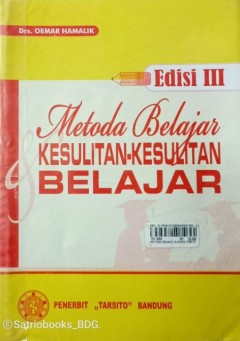 Drs. OEMAR HAMALIK
Edisi III
Metoda Belajar
&
KESULITAN-KESULITAN
BELAJAR
PENERBIT „TARSITO" BANDUNG
©Satriobooks_BDG.